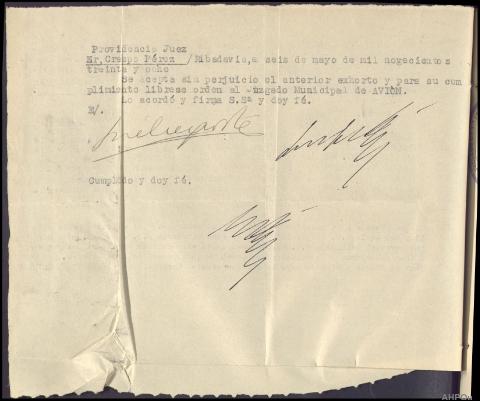 Providencia Juez
Sr. Crespo Pérez / Ribadavia, a seis de mayo de mil nogecientos
treinta y ocho
Se acepta sin perjuicio el anterior exhorto y para su cum
plimiento librese orden al Juzgado Municipal de AVION.
Lo acordó y firma S.Sª y doy fé.
E/.
Cumplido y doy fé.
AHPOu